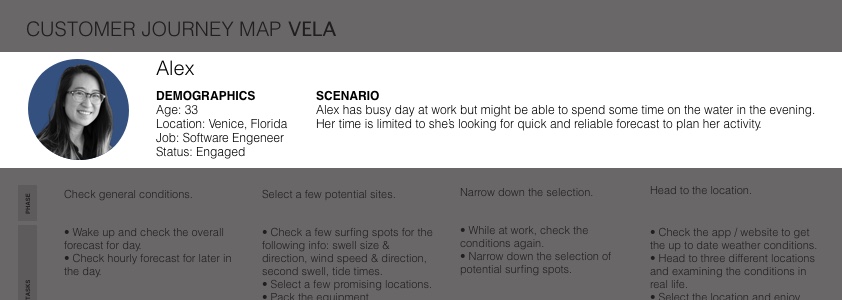 CUSTOMER JOURNEY MAP VELA
Alex
DEMOGRAPHICS
Age: 33
Location: Venice, Florida
Job: Software Engeneer
Status: Engaged
SCENARIO
Alex has busy day at work but might be able to spend some time on the water in the evening.
Her time is limited to she's looking for quick and reliable forecast to plan her activity.
PHASE
Check general conditions.
Select a few potential sites.
Narrow down the selection.
Head to the location.
TASKS
• Wake up and check the overall
forecast for day.
• Check hourly forecast for later in
the day.
• Check a few surfing spots for the
following info: swell size &
direction, wind speed & direction,
second swell, tide times.
• Select a few promising locations.
• Pack the equipment
• While at work, check the
conditions again.
• Narrow down the selection of
potential surfing spots.
• Check the app / website to get
the up to date weather conditions.
• Head to three different locations
and examining the conditions in
real life.
• Select the location and enjoy